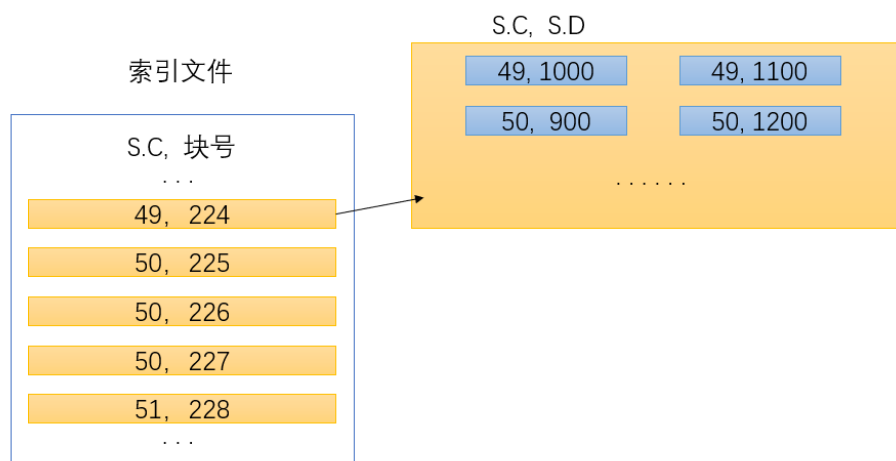 索引文件
S.C, 块号
· · ·
49, 224
50, 225
50, 226
50, 227
51, 228
· · ·
S.C, S.D
49, 1000 49, 1100
50, 900 50, 1200
· · · · · ·